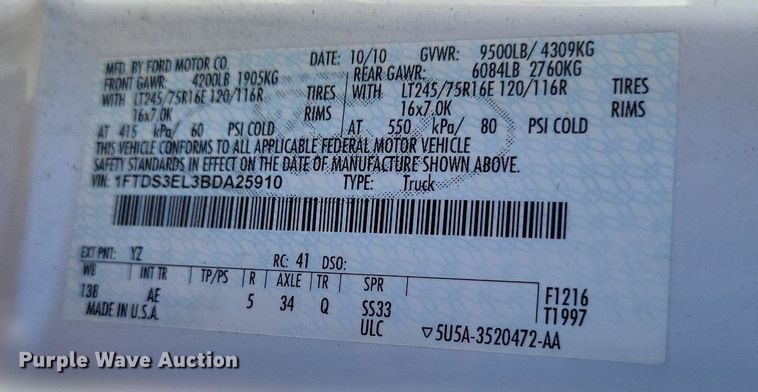 MFD. BY FORD MOTOR CO. DATE: 10/10 GVWR: 9500LB/ 4309KG
FRONT GAWR: 4200LB 1905KG REAR GAWR: 6084LB 2760KG
WITH LT245/75R16E 120/116R TIRES WITH LT245/75R16E 120/116R TIRES
16x7.0K RIMS 16x7.0K RIMS
AT 415 kPa/ 60 PSI COLD AT 550 kPa/ 80 PSI COLD
THIS VEHICLE CONFORMS TO ALL APPLICABLE FEDERAL MOTOR VEHICLE
SAFETY STANDARDS IN EFFECT ON THE DATE OF MANUFACTURE SHOWN ABOVE.
VIN: 1FTDS3EL3BDA25910 TYPE: Truck
EXT PNT: YZ RC: 41 DSO:
WB INT TR TP/PS R AXLE TR SPR
138 AE 5 34 Q SS33 F1216
MADE IN U.S.A. ULC T1997
▽5U5A-3520472-AA
Purple Wave Auction